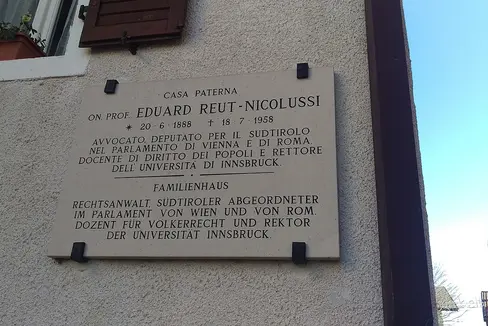 CASA PATERNA
ON. PROF. EDUARD REUT-NICOLUSSI
* 20-6-1888 † 18-7-1958
AVVOCATO, DEPUTATO PER IL SUDTIROLO
NEL PARLAMENTO DI VIENNA E DI ROMA,
DOCENTE DI DIRITTO DEI POPOLI E RETTORE
DELL'UNIVERSITÀ DI INNSBRUCK.
FAMILIENHAUS
RECHTSANWALT, SÜDTIROLER ABGEORDNETER
IM PARLAMENT VON WIEN UND VON ROM.
DOZENT FÜR VÖLKERRECHT UND REKTOR
DER UNIVERSITÄT INNSBRUCK.